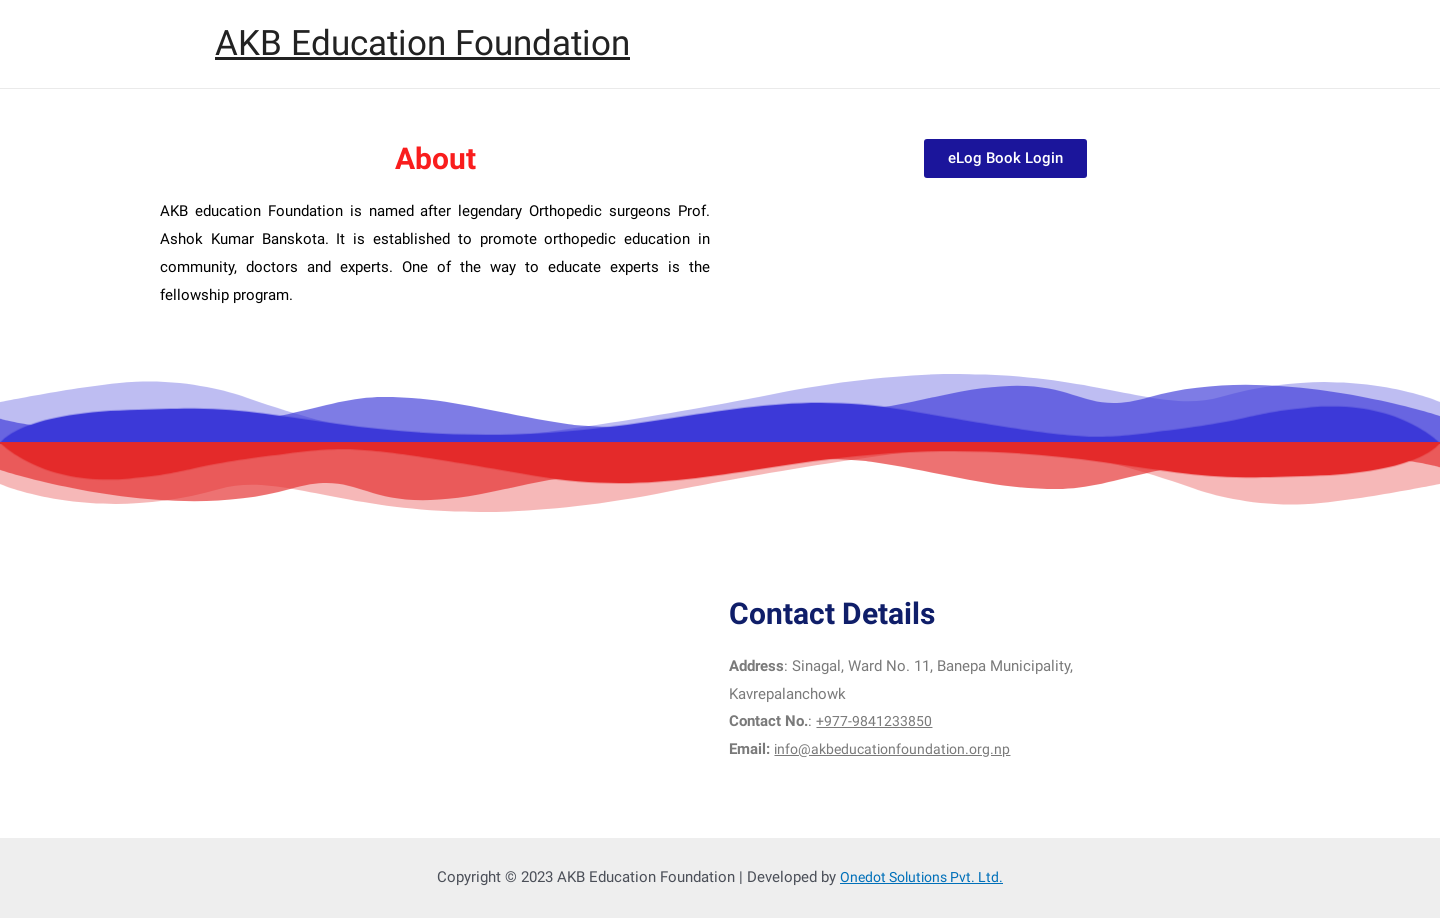 AKB Education Foundation
About
AKB education Foundation is named after legendary Orthopedic surgeons Prof.
Ashok Kumar Banskota. It is established to promote orthopedic education in
community, doctors and experts. One of the way to educate experts is the
fellowship program.
eLog Book Login
Contact Details
Address: Sinagal, Ward No. 11, Banepa Municipality,
Kavrepalanchowk
Contact No.: +977-9841233850
Email: info@akbeducationfoundation.org.np
Copyright © 2023 AKB Education Foundation | Developed by Onedot Solutions Pvt. Ltd.